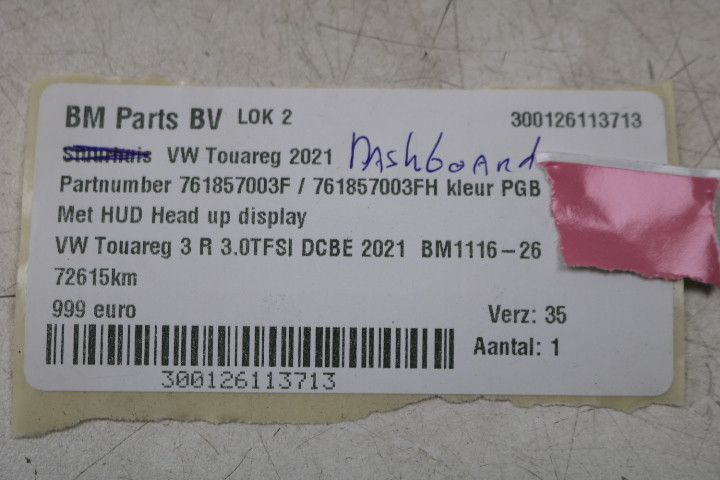 BM Parts BV LOK 2 300126113713
Stuurhuis VW Touareg 2021 DAshboARd
Partnumber 761857003F / 761857003FH kleur PGB
Met HUD Head up display
VW Touareg 3 R 3.0TFSI DCBE 2021 BM1116-26
72615km
999 euro Verz: 35
Aantal: 1
300126113713